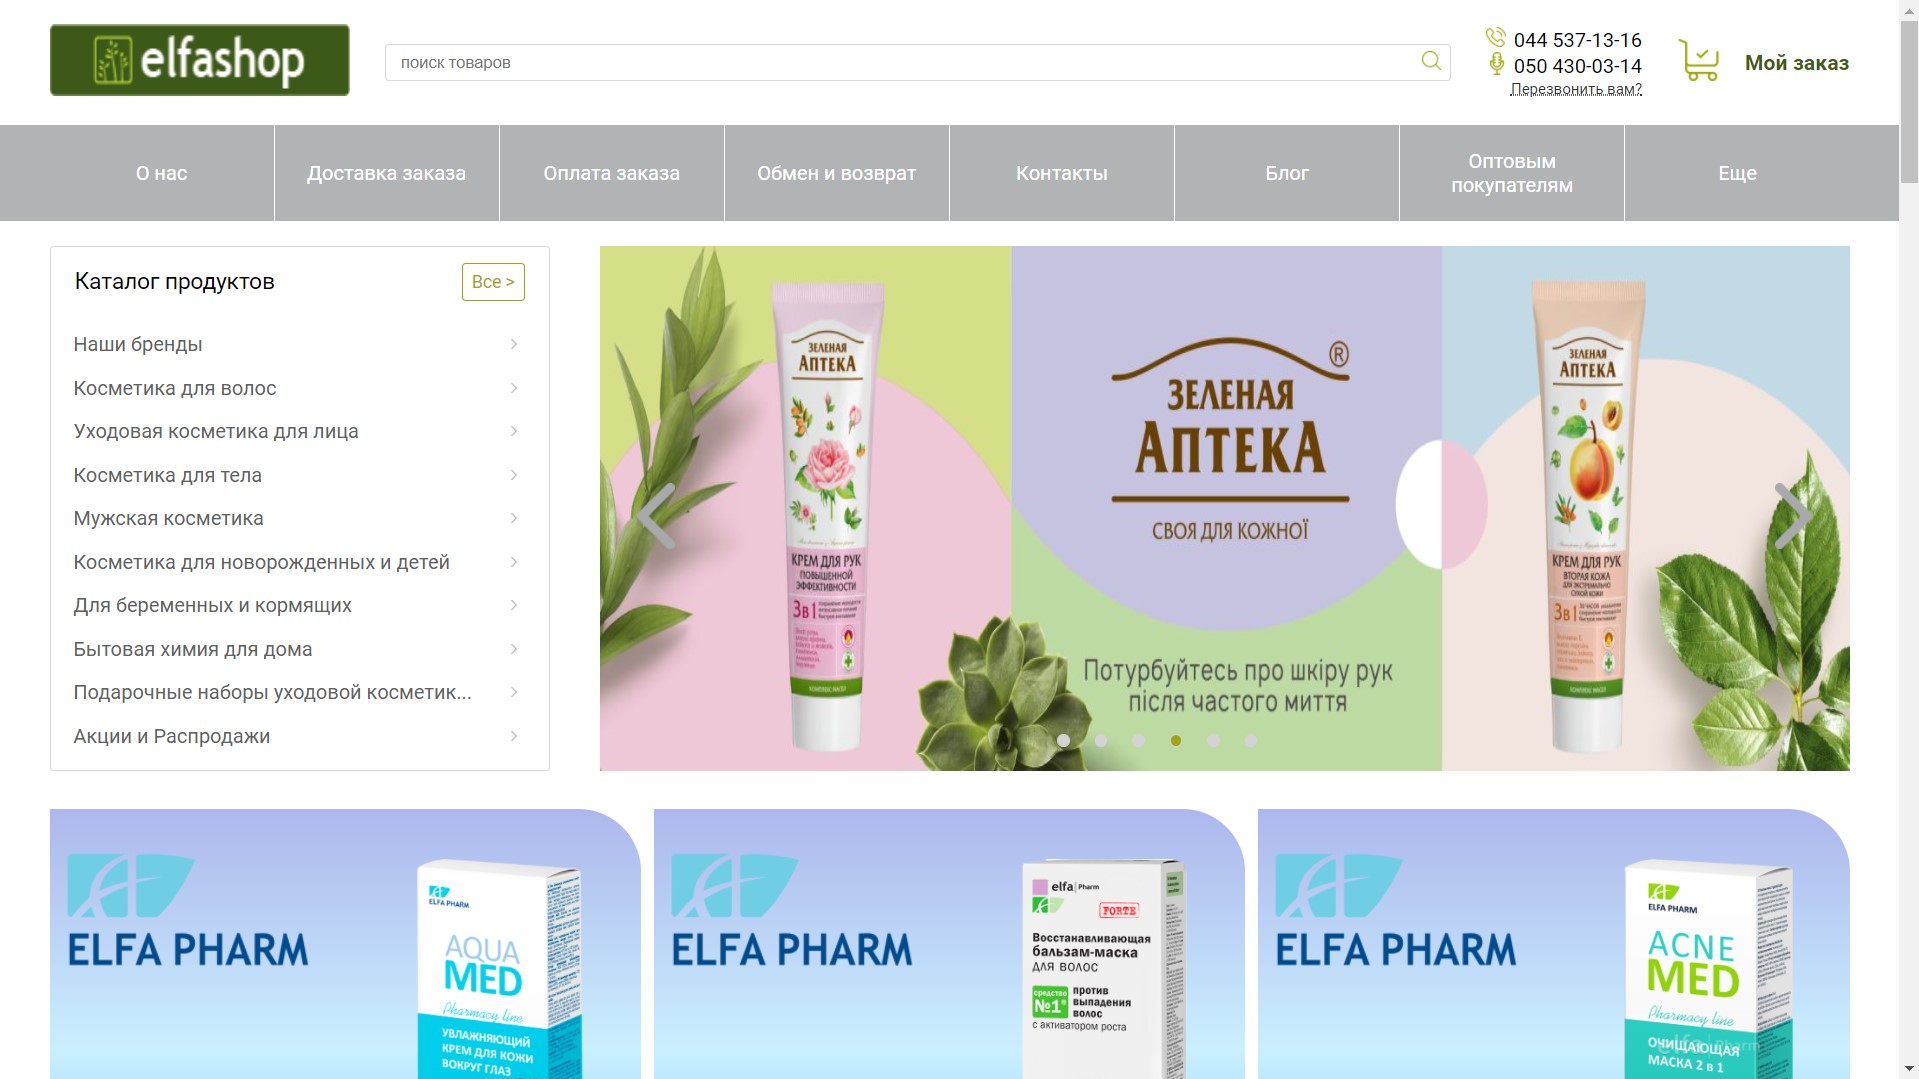 elfashop
поиск товаров
044 537-13-16
050 430-03-14
Перезвонить вам?
Мой заказ
О нас
Доставка заказа
Оплата заказа
Обмен и возврат
Контакты
Блог
Оптовым
покупателям
Еще
Каталог продуктов
Все >
Наши бренды
Косметика для волос
Уходовая косметика для лица
Косметика для тела
Мужская косметика
Косметика для новорожденных и детей
Для беременных и кормящих
Бытовая химия для дома
Подарочные наборы уходовой косметик...
Акции и Распродажи
ЗЕЛЕНАЯ
АПТЕКА
КРЕМ ДЛЯ РУК
ПОВЫШЕННОЙ
ЭФФЕКТИВНОСТИ
3 в 1
ЗЕЛЕНАЯ
АПТЕКА
®
СВОЯ ДЛЯ КОЖНОЇ
Потурбуйтесь про шкіру рук
після частого миття
ЗЕЛЕНАЯ
АПТЕКА
КРЕМ ДЛЯ РУК
ВТОРАЯ КОЖА
ДЛЯ ЭКСТРЕМАЛЬНО
СУХОЙ КОЖИ
3 в 1
ELFA PHARM
ELFA PHARM
AQUA
MED
Pharmacy line
УВЛАЖНЯЮЩИЙ
КРЕМ ДЛЯ КОЖИ
ВОКРУГ ГЛАЗ
ELFA PHARM
elfa | Pharm
FORTE
Восстанавливающая
бальзам-маска
для волос
средство
№1*
против
выпадения
волос
с активатором роста
ELFA PHARM
ELFA PHARM
ACNE
MED
Pharmacy line
ОЧИЩАЮЩАЯ
МАСКА 2 в 1